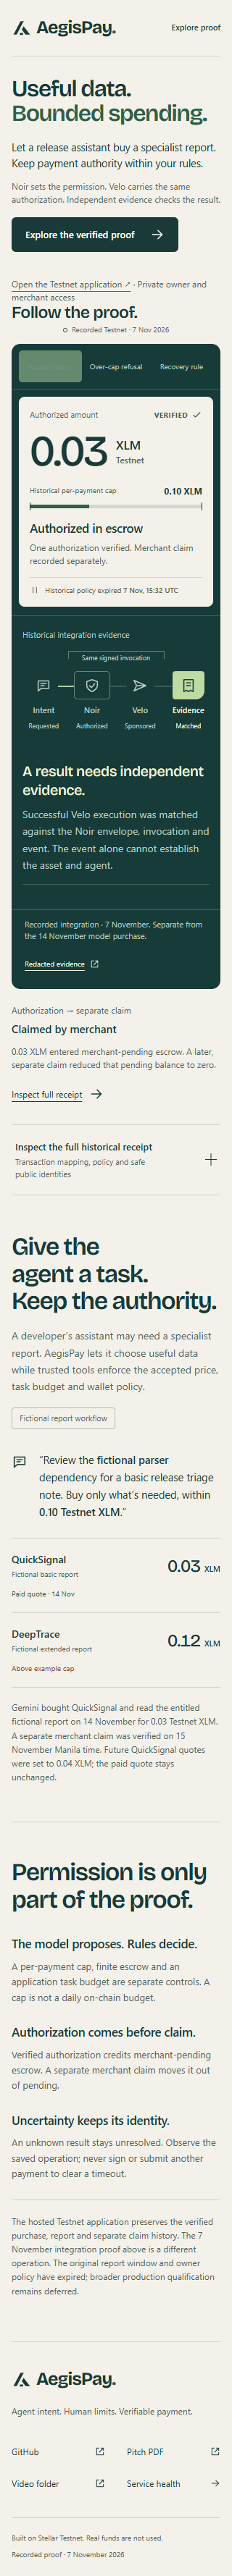 AegisPay.
Explore proof
Useful data.
Bounded spending.
Let a release assistant buy a specialist report.
Keep payment authority within your rules.
Noir sets the permission. Velo carries the same
authorization. Independent evidence checks the result.
Explore the verified proof →
Open the Testnet application ↗ · Private owner and
merchant access
Follow the proof.
Recorded Testnet · 7 Nov 2026
Over-cap refusal
Recovery rule
Authorized amount
VERIFIED ✓
0.03 XLM
Testnet
Historical per-payment cap
0.10 XLM
Authorized in escrow
One authorization verified. Merchant claim
recorded separately.
Historical policy expired 7 Nov, 15:32 UTC
Historical integration evidence
Same signed invocation
Intent
Noir
Velo
Evidence
Requested
Authorized
Sponsored
Matched
A result needs independent
evidence.
Successful Velo execution was matched
against the Noir envelope, invocation and
event. The event alone cannot establish
the asset and agent.
Recorded integration · 7 November. Separate from
the 14 November model purchase.
Redacted evidence
Authorization → separate claim
Claimed by merchant
0.03 XLM entered merchant-pending escrow. A later,
separate claim reduced that pending balance to zero.
Inspect full receipt →
Inspect the full historical receipt
Transaction mapping, policy and safe
public identities
Give the
agent a task.
Keep the authority.
A developer's assistant may need a specialist
report. AegisPay lets it choose useful data
while trusted tools enforce the accepted price,
task budget and wallet policy.
Fictional report workflow
“Review the fictional parser
dependency for a basic release triage
note. Buy only what's needed, within
0.10 Testnet XLM.”
QuickSignal
Fictional basic report
Paid quote · 14 Nov
0.03 XLM
DeepTrace
Fictional extended report
Above example cap
0.12 XLM
Gemini bought QuickSignal and read the entitled
fictional report on 14 November for 0.03 Testnet XLM.
A separate merchant claim was verified on 15
November Manila time. Future QuickSignal quotes
were set to 0.04 XLM; the paid quote stays
unchanged.
Permission is only
part of the proof.
The model proposes. Rules decide.
A per-payment cap, finite escrow and an
application task budget are separate controls. A
cap is not a daily on-chain budget.
Authorization comes before claim.
Verified authorization credits merchant-pending
escrow. A separate merchant claim moves it out
of pending.
Uncertainty keeps its identity.
An unknown result stays unresolved. Observe the
saved operation; never sign or submit another
payment to clear a timeout.
The hosted Testnet application preserves the verified
purchase, report and separate claim history. The 7
November integration proof above is a different
operation. The original report window and owner
policy have expired; broader production qualification
remains deferred.
AegisPay.
Agent intent. Human limits. Verifiable payment.
GitHub
Pitch PDF
Video folder
Service health →
Built on Stellar Testnet. Real funds are not used.
Recorded proof · 7 November 2026